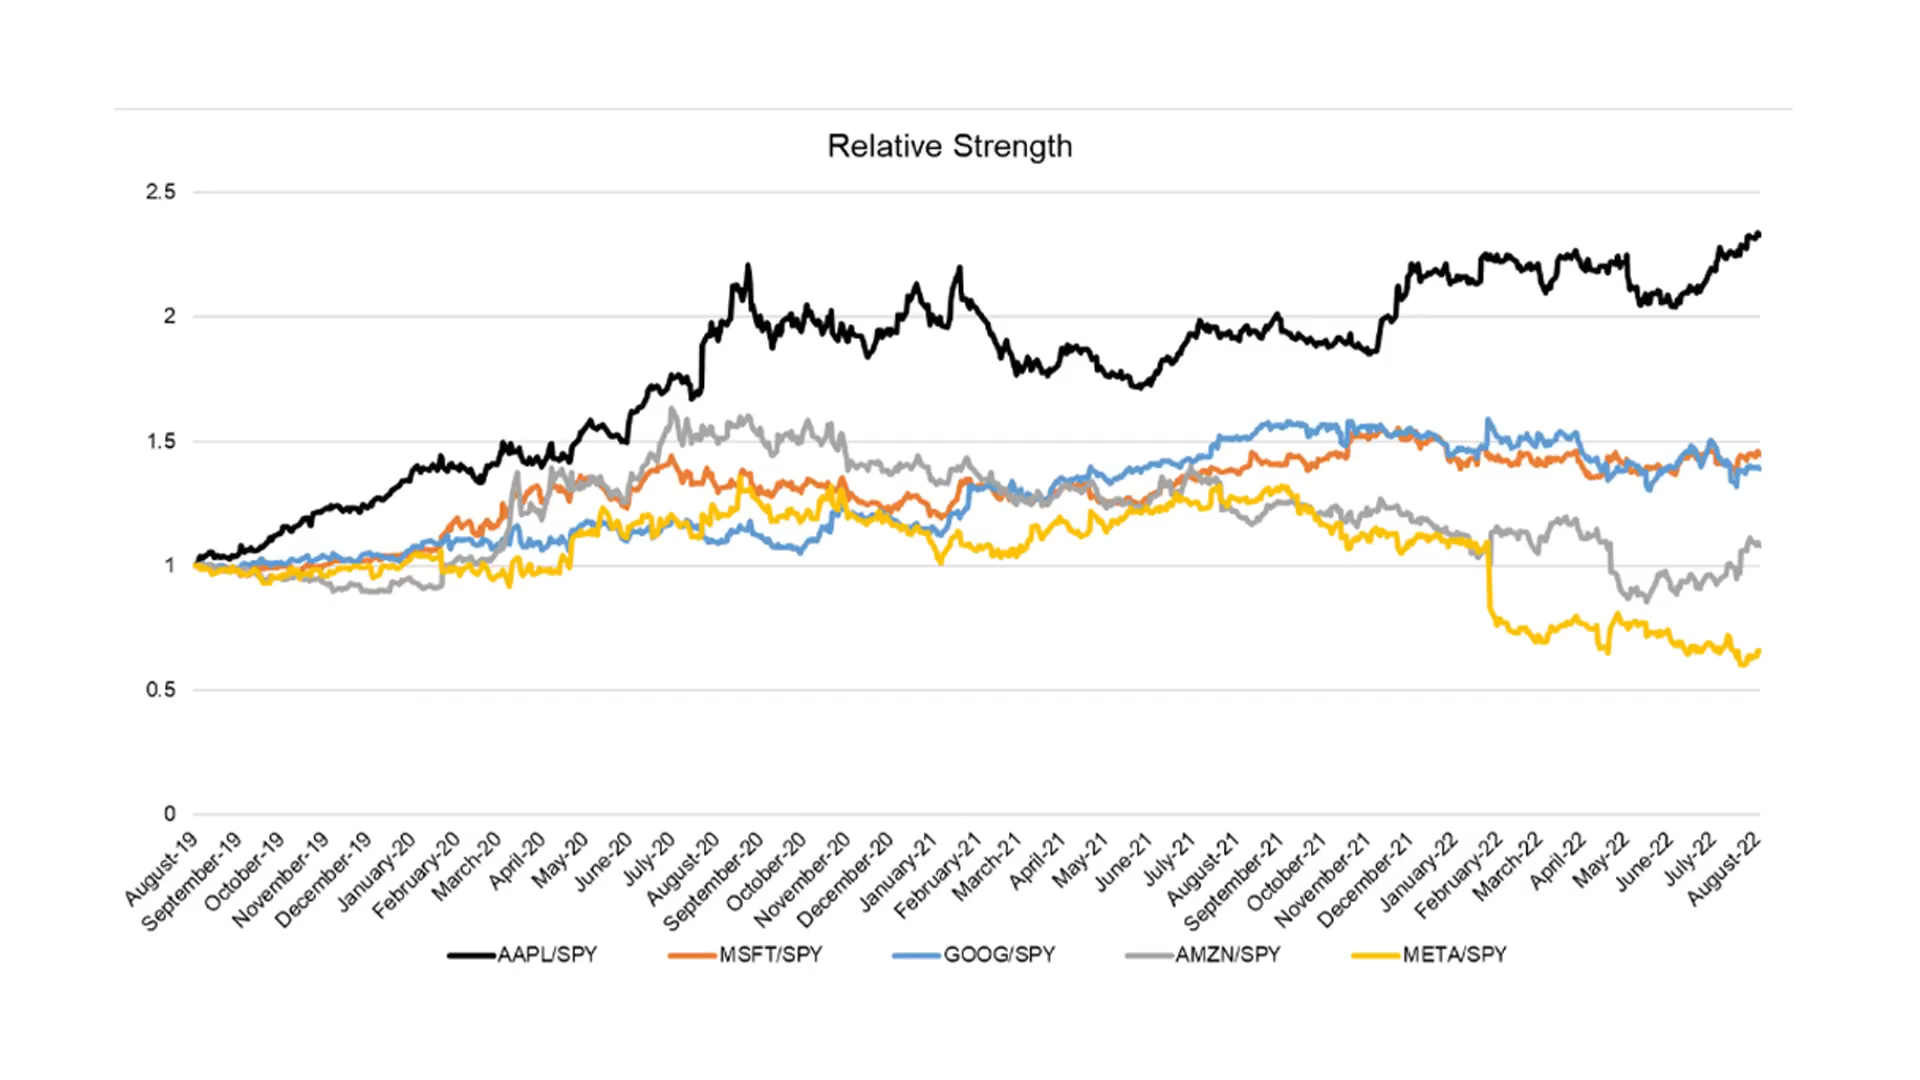 Relative Strength
2.5
2
1.5
1
0.5
0
August-19
September-19
October-19
November-19
December-19
January-20
February-20
March-20
April-20
May-20
June-20
July-20
August-20
September-20
October-20
November-20
December-20
January-21
February-21
March-21
April-21
May-21
June-21
July-21
August-21
September-21
October-21
November-21
December-21
January-22
February-22
March-22
April-22
May-22
June-22
July-22
August-22
AAPL/SPY MSFT/SPY GOOG/SPY AMZN/SPY META/SPY